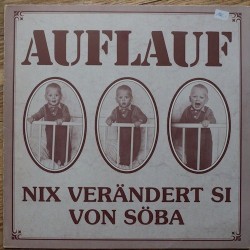 AUFLAUF
NIX VERÄNDERT SI
VON SÖBA